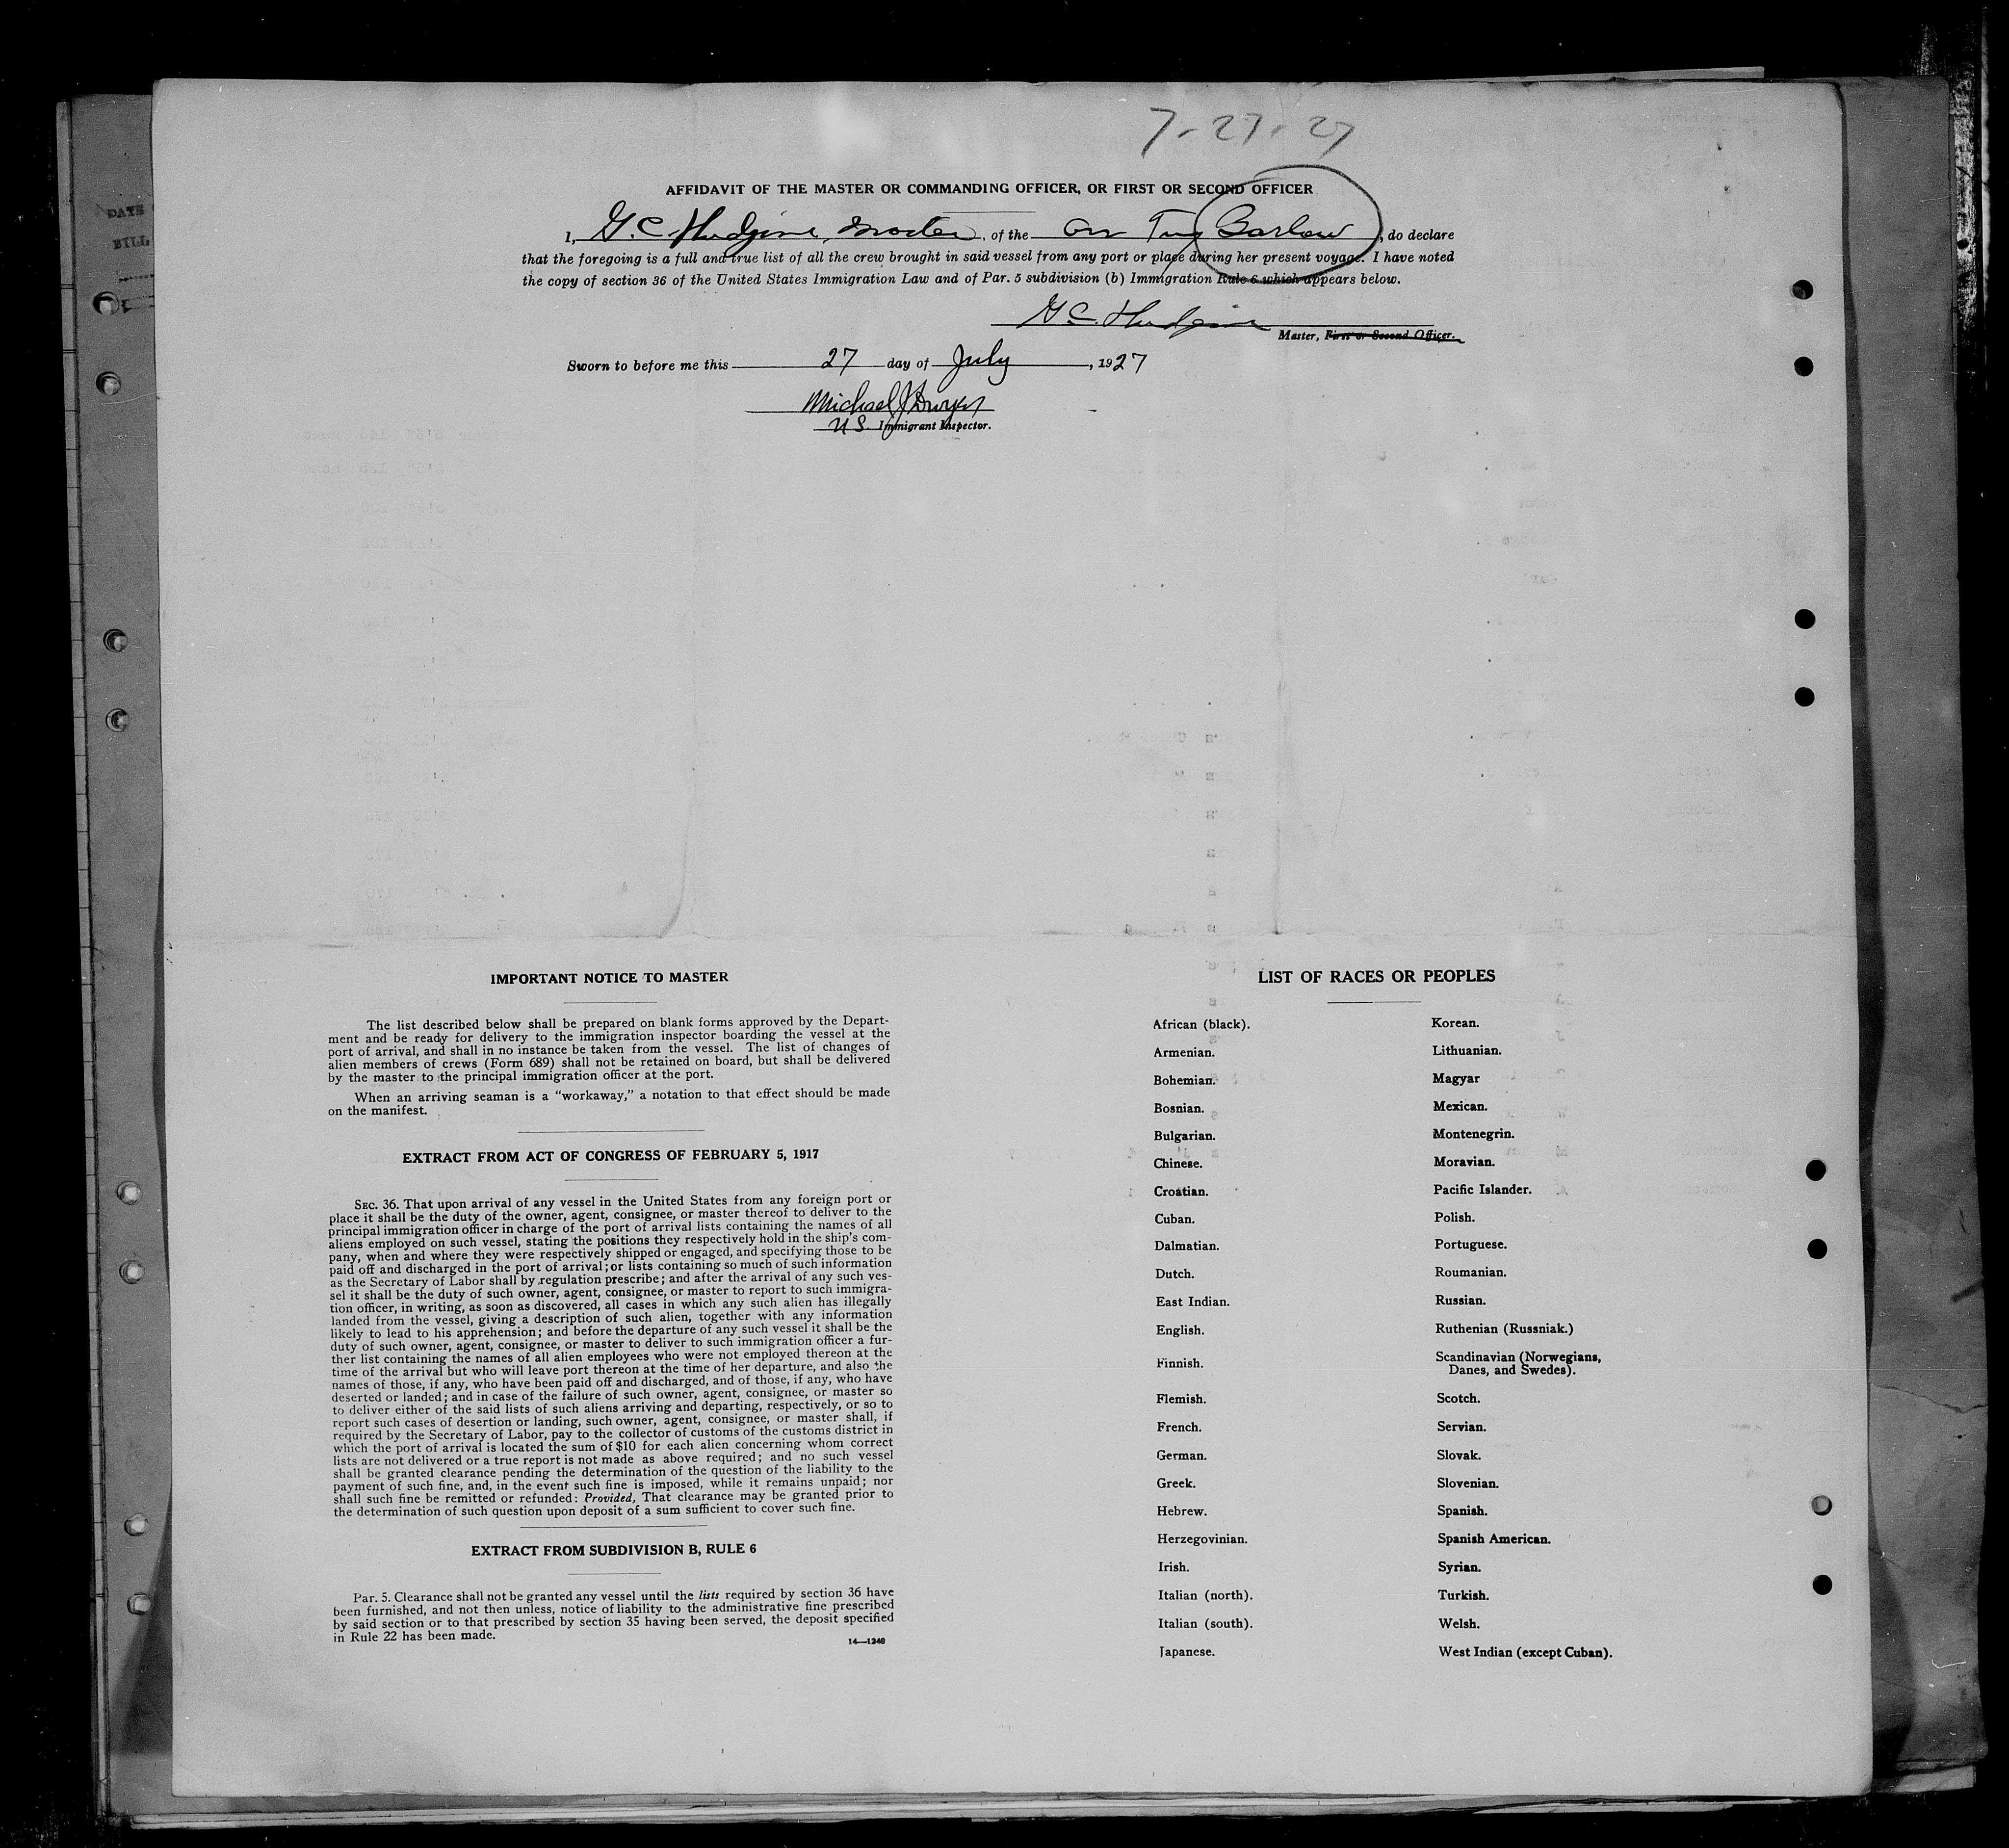 7-27-27
AFFIDAVIT OF THE MASTER OR COMMANDING OFFICER, OR FIRST OR SECOND OFFICER
I, G. C. Hudgins, Master, of the Am Tug Barlow, do declare
that the foregoing is a full and true list of all the crew brought in said vessel from any port or place during her present voyage. I have noted
the copy of section 36 of the United States Immigration Law and of Par. 5 subdivision (b) Immigration Rule 6 which appears below.
G. C. Hudgins
Master, First or Second Officer.
Sworn to before me this 27 day of July, 1927
Michael J Dwyer
U S. Immigrant Inspector.
IMPORTANT NOTICE TO MASTER
The list described below shall be prepared on blank forms approved by the Depart-
ment and be ready for delivery to the immigration inspector boarding the vessel at the
port of arrival, and shall in no instance be taken from the vessel. The list of changes of
alien members of crews (Form 689) shall not be retained on board, but shall be delivered
by the master to the principal immigration officer at the port.
When an arriving seaman is a “workaway,” a notation to that effect should be made
on the manifest.
EXTRACT FROM ACT OF CONGRESS OF FEBRUARY 5, 1917
SEC. 36. That upon arrival of any vessel in the United States from any foreign port or
place it shall be the duty of the owner, agent, consignee, or master thereof to deliver to the
principal immigration officer in charge of the port of arrival lists containing the names of all
aliens employed on such vessel, stating the positions they respectively hold in the ship's com-
pany, when and where they were respectively shipped or engaged, and specifying those to be
paid off and discharged in the port of arrival; or lists containing so much of such information
as the Secretary of Labor shall by regulation prescribe; and after the arrival of any such ves-
sel it shall be the duty of such owner, agent, consignee, or master to report to such immigra-
tion officer, in writing, as soon as discovered, all cases in which any such alien has illegally
landed from the vessel, giving a description of such alien, together with any information
likely to lead to his apprehension; and before the departure of any such vessel it shall be the
duty of such owner, agent, consignee, or master to deliver to such immigration officer a fur-
ther list containing the names of all alien employees who were not employed thereon at the
time of the arrival but who will leave port thereon at the time of her departure, and also the
names of those, if any, who have been paid off and discharged, and of those, if any, who have
deserted or landed; and in case of the failure of such owner, agent, consignee, or master so
to deliver either of the said lists of such aliens arriving and departing, respectively, or so to
report such cases of desertion or landing, such owner, agent, consignee, or master shall, if
required by the Secretary of Labor, pay to the collector of customs of the customs district in
which the port of arrival is located the sum of $10 for each alien concerning whom correct
lists are not delivered or a true report is not made as above required; and no such vessel
shall be granted clearance pending the determination of the question of the liability to the
payment of such fine, and, in the event such fine is imposed, while it remains unpaid; nor
shall such fine be remitted or refunded: Provided, That clearance may be granted prior to
the determination of such question upon deposit of a sum sufficient to cover such fine.
EXTRACT FROM SUBDIVISION B, RULE 6
Par. 5. Clearance shall not be granted any vessel until the lists required by section 36 have
been furnished, and not then unless, notice of liability to the administrative fine prescribed
by said section or to that prescribed by section 35 having been served, the deposit specified
in Rule 22 has been made.
14—1240
LIST OF RACES OR PEOPLES
African (black).
Armenian.
Bohemian.
Bosnian.
Bulgarian.
Chinese.
Croatian.
Cuban.
Dalmatian.
Dutch.
East Indian.
English.
Finnish.
Flemish.
French.
German.
Greek.
Hebrew.
Herzegovinian.
Irish.
Italian (north).
Italian (south).
Japanese.
Korean.
Lithuanian.
Magyar
Mexican.
Montenegrin.
Moravian.
Pacific Islander.
Polish.
Portuguese.
Roumanian.
Russian.
Ruthenian (Russniak.)
Scandinavian (Norwegians,
Danes, and Swedes).
Scotch.
Servian.
Slovak.
Slovenian.
Spanish.
Spanish American.
Syrian.
Turkish.
Welsh.
West Indian (except Cuban).
DATE
BILL